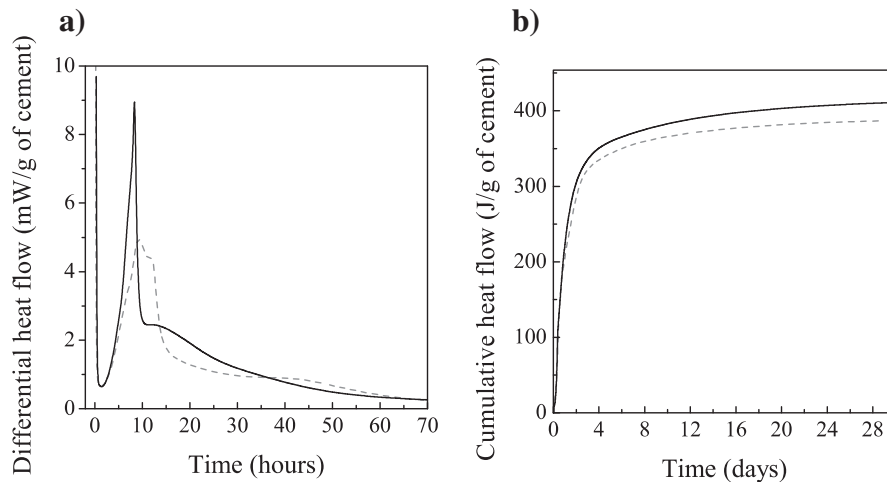 a)
Differential heat flow (mW/g of cement)
10
8
6
4
2
0
0 10 20 30 40 50 60 70
Time (hours)
b)
Cumulative heat flow (J/g of cement)
400
300
200
100
0
0 4 8 12 16 20 24 28
Time (days)